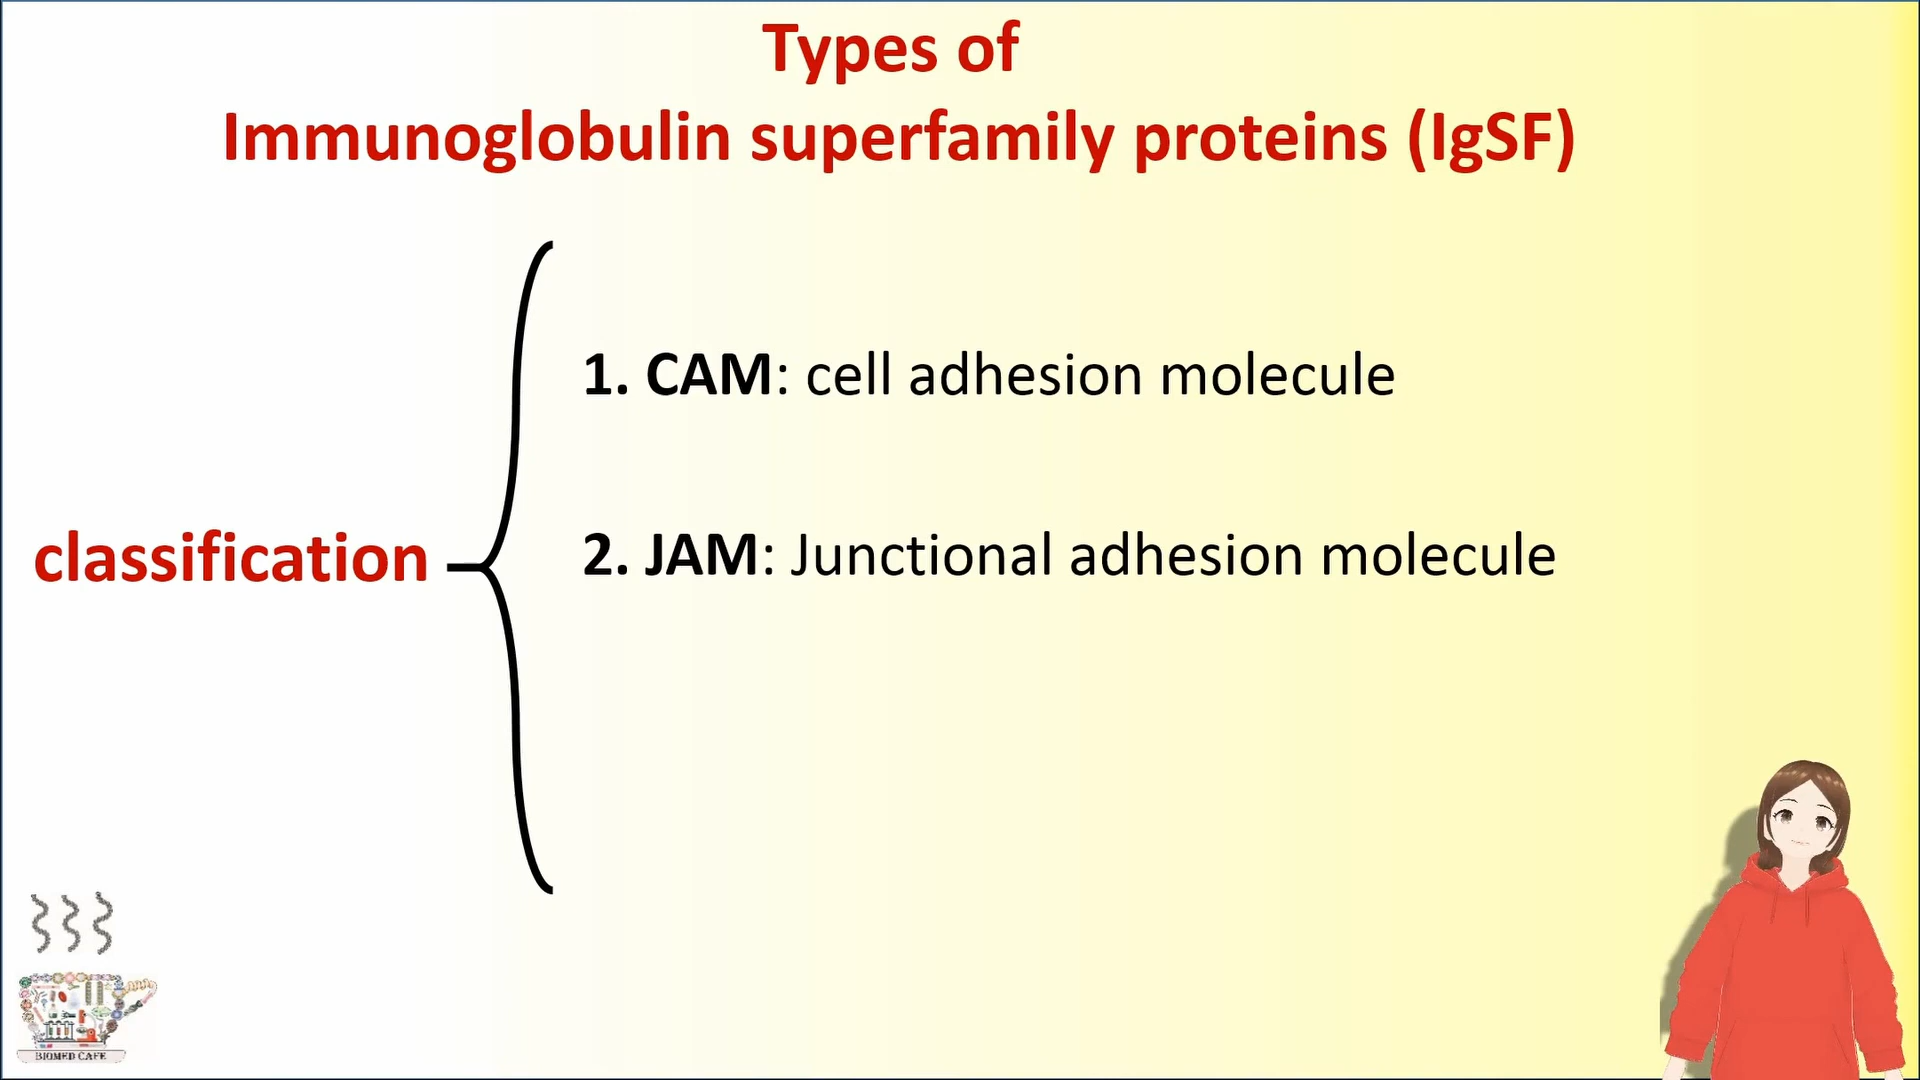 Types of
Immunoglobulin superfamily proteins (IgSF)
1. CAM: cell adhesion molecule
classification
2. JAM: Junctional adhesion molecule
BIOMED CAFE